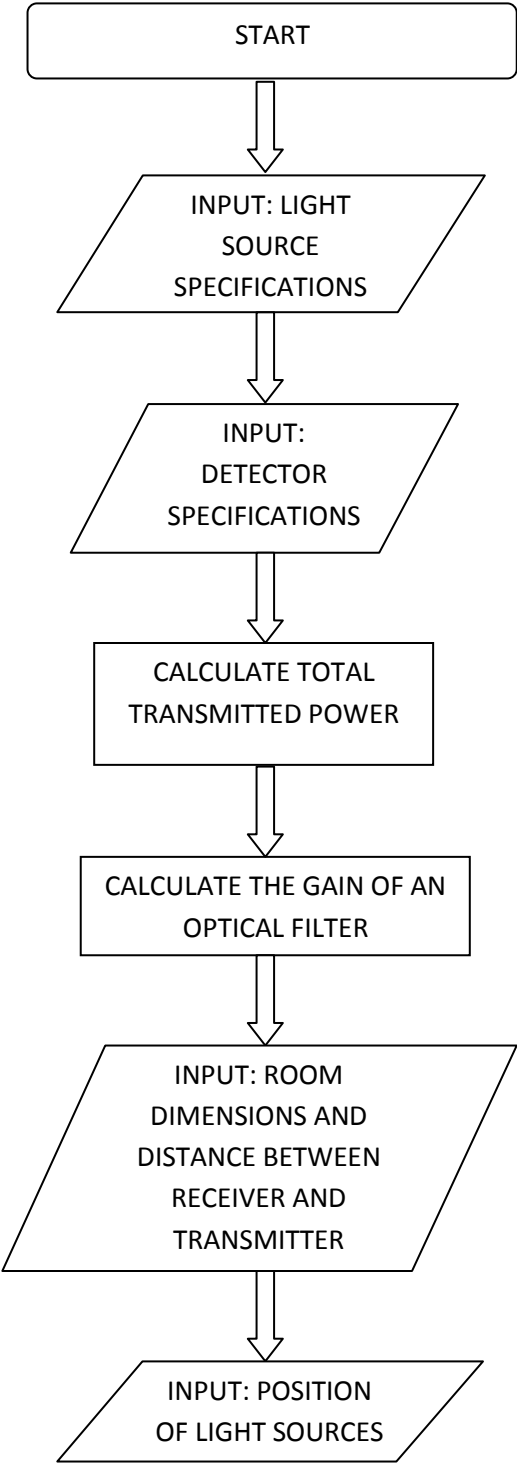 START
INPUT: LIGHT
SOURCE
SPECIFICATIONS
INPUT:
DETECTOR
SPECIFICATIONS
CALCULATE TOTAL
TRANSMITTED POWER
CALCULATE THE GAIN OF AN
OPTICAL FILTER
INPUT: ROOM
DIMENSIONS AND
DISTANCE BETWEEN
RECEIVER AND
TRANSMITTER
INPUT: POSITION
OF LIGHT SOURCES